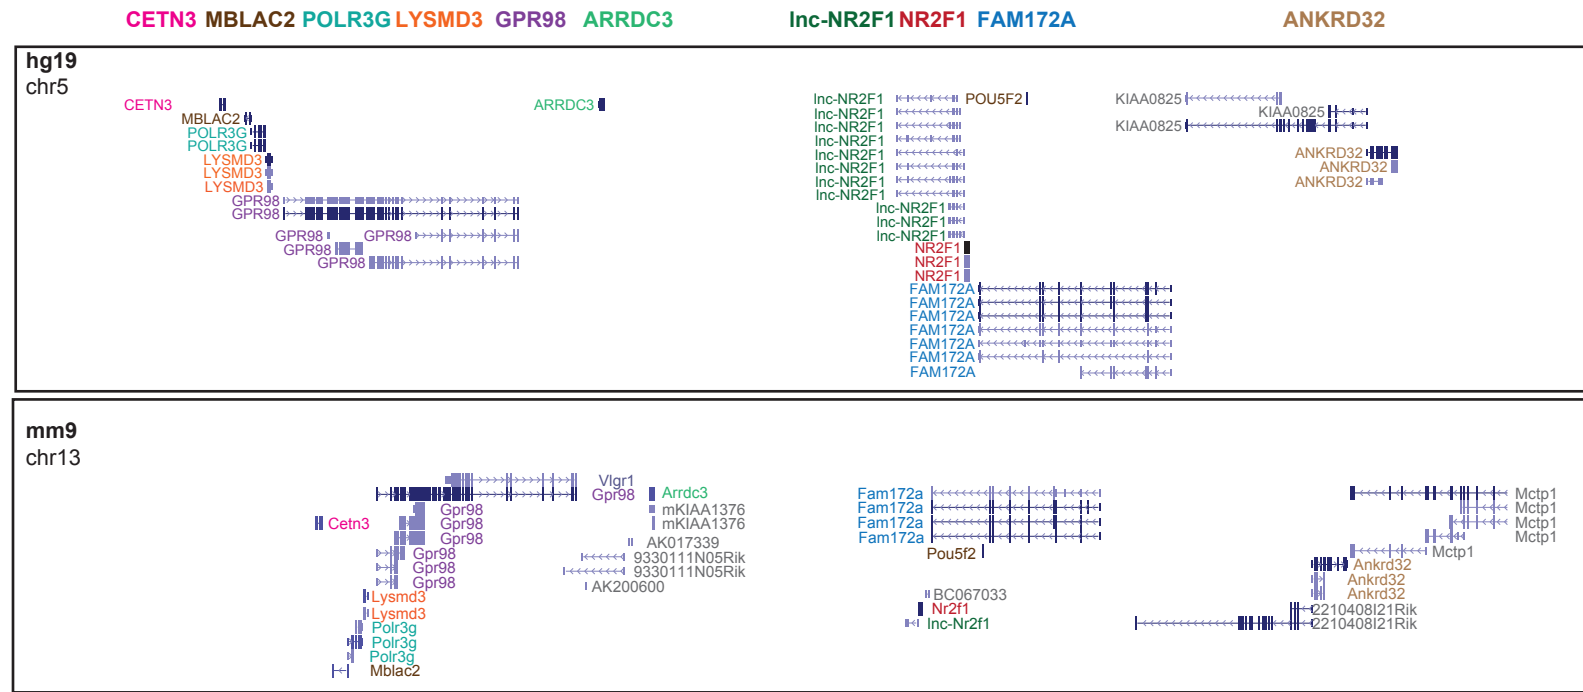 CETN3 MBLAC2 POLR3G LYSMD3 GPR98 ARRDC3 lnc-NR2F1 NR2F1 FAM172A ANKRD32
hg19
chr5
lnc-NR2F1 POU5F2 KIAA0825
CETN3 ARRDC3
lnc-NR2F1 KIAA0825
MBLAC2
lnc-NR2F1 KIAA0825
POLR3G
lnc-NR2F1
POLR3G
lnc-NR2F1 ANKRD32
LYSMD3
lnc-NR2F1 ANKRD32
LYSMD3
lnc-NR2F1 ANKRD32
LYSMD3
lnc-NR2F1
GPR98
lnc-NR2F1
GPR98
lnc-NR2F1
GPR98 GPR98 lnc-NR2F1
GPR98 NR2F1
GPR98 NR2F1
NR2F1
FAM172A
FAM172A
FAM172A
FAM172A
FAM172A
FAM172A
FAM172A
mm9
chr13
Vlgr1
Gpr98 Arrdc3 Fam172a Mctp1
Gpr98 mKIAA1376 Fam172a Mctp1
Cetn3 Gpr98 mKIAA1376 Fam172a Mctp1
Gpr98 AK017339 Fam172a Mctp1
Gpr98 9330111N05Rik Pou5f2 Mctp1
Gpr98 9330111N05Rik Ankrd32
Gpr98 AK200600 Ankrd32
Lysmd3 BC067033 Ankrd32
Lysmd3 Nr2f1 2210408I21Rik
Polr3g lnc-Nr2f1 2210408I21Rik
Polr3g
Polr3g
Mblac2